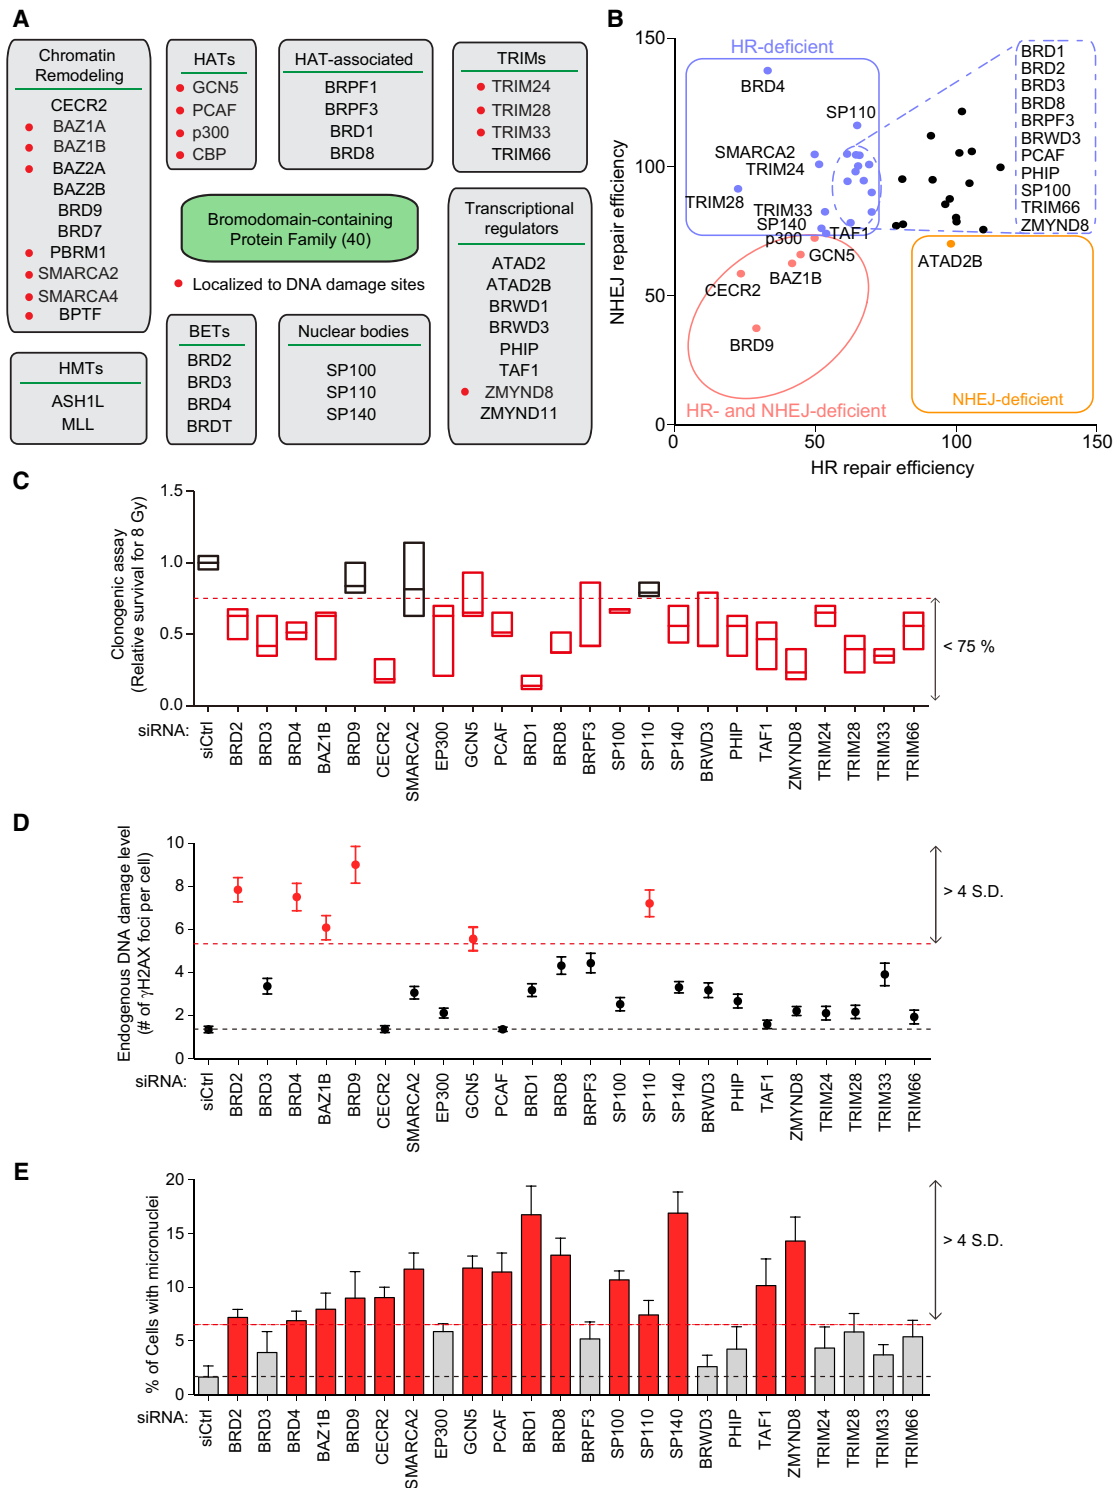 A
Chromatin
Remodeling
CECR2
BAZ1A
BAZ1B
BAZ2A
BAZ2B
BRD9
BRD7
PBRM1
SMARCA2
SMARCA4
BPTF
HATs
GCN5
PCAF
p300
CBP
HAT-associated
BRPF1
BRPF3
BRD1
BRD8
TRIMs
TRIM24
TRIM28
TRIM33
TRIM66
Bromodomain-containing
Protein Family (40)
Localized to DNA damage sites
Transcriptional
regulators
ATAD2
ATAD2B
BRWD1
BRWD3
PHIP
TAF1
ZMYND8
ZMYND11
HMTs
ASH1L
MLL
BETs
BRD2
BRD3
BRD4
BRDT
Nuclear bodies
SP100
SP110
SP140
B
NHEJ repair efficiency
150
100
50
0
HR-deficient
BRD4
SP110
SMARCA2
TRIM24
TRIM28
TRIM33
SP140
TAF1
p300
GCN5
BAZ1B
CECR2
BRD9
HR- and NHEJ-deficient
BRD1
BRD2
BRD3
BRD8
BRPF3
BRWD3
PCAF
PHIP
SP100
TRIM66
ZMYND8
ATAD2B
NHEJ-deficient
0
50
100
150
HR repair efficiency
C
Clonogenic assay
(Relative survival for 8 Gy)
1.5
1.0
0.5
0.0
< 75 %
siRNA:
siCtrl
BRD2
BRD3
BRD4
BAZ1B
BRD9
CECR2
SMARCA2
EP300
GCN5
PCAF
BRD1
BRD8
BRPF3
SP100
SP110
SP140
BRWD3
PHIP
TAF1
ZMYND8
TRIM24
TRIM28
TRIM33
TRIM66
D
Endogenous DNA damage level
(# of γH2AX foci per cell)
10
8
6
4
2
0
> 4 S.D.
siRNA:
siCtrl
BRD2
BRD3
BRD4
BAZ1B
BRD9
CECR2
SMARCA2
EP300
GCN5
PCAF
BRD1
BRD8
BRPF3
SP100
SP110
SP140
BRWD3
PHIP
TAF1
ZMYND8
TRIM24
TRIM28
TRIM33
TRIM66
E
% of Cells with micronuclei
20
15
10
5
0
> 4 S.D.
siRNA:
siCtrl
BRD2
BRD3
BRD4
BAZ1B
BRD9
CECR2
SMARCA2
EP300
GCN5
PCAF
BRD1
BRD8
BRPF3
SP100
SP110
SP140
BRWD3
PHIP
TAF1
ZMYND8
TRIM24
TRIM28
TRIM33
TRIM66